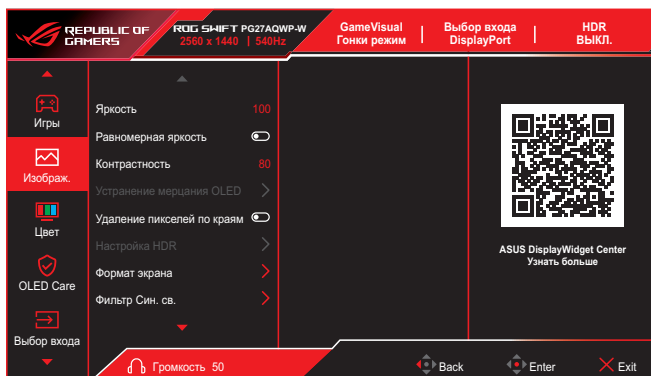 REPUBLIC OF
GAMERS
ROG SWIFT PG27AQWP-W
2560 x 1440 | 540Hz
GameVisual
Гонки режим
Выбор входа
DisplayPort
HDR
ВЫКЛ.
Игры
Изображ.
Цвет
OLED Care
Выбор входа
Яркость 100
Равномерная яркость
Контрастность 80
Устранение мерцания OLED
Удаление пикселей по краям
Настройка HDR
Формат экрана
Фильтр Син. св.
ASUS DisplayWidget Center
Узнать больше
Громкость 50
Back
Enter
Exit